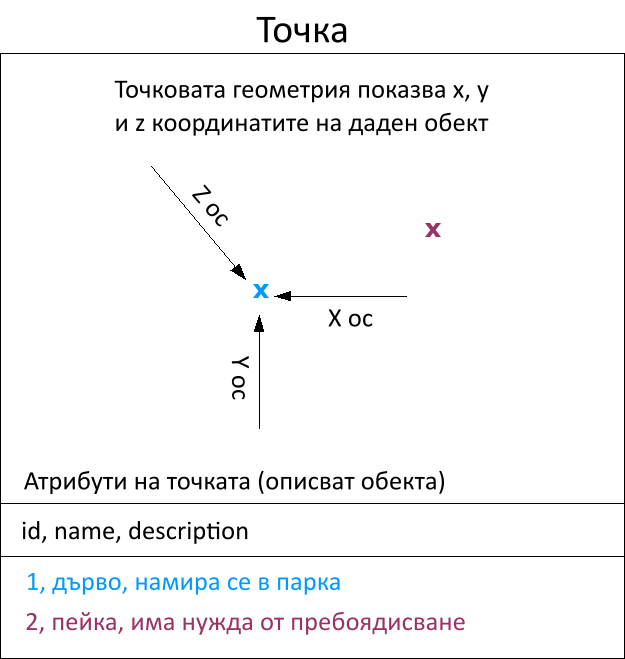 Точка
Точковата геометрия показва x, y
и z координатите на даден обект
Z ос
x
x
X ос
Y ос
Атрибути на точката (описват обекта)
id, name, description
1, дърво, намира се в парка
2, пейка, има нужда от пребоядисване